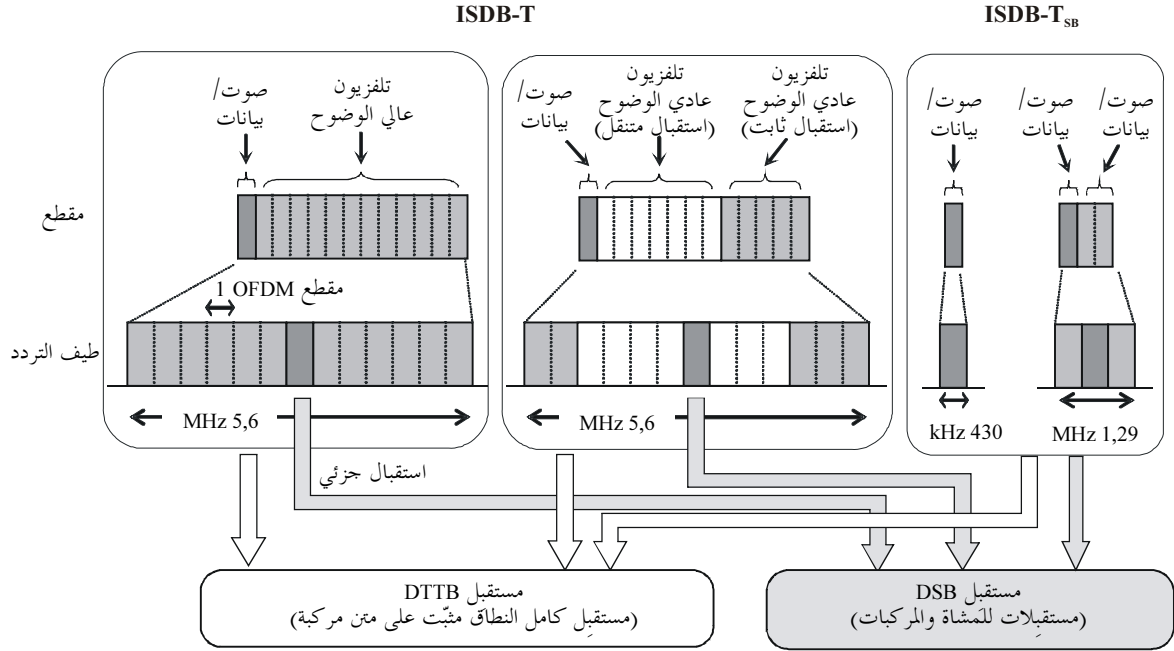 ISDB-T
ISDB-T_SB
صوت/
بيانات
تلفزيون
عالي الوضوح
صوت/
بيانات
تلفزيون
عادي الوضوح
(استقبال متنقل)
تلفزيون
عادي الوضوح
(استقبال ثابت)
صوت/
بيانات
صوت/
بيانات
صوت/
بيانات
مقطع
مقطع OFDM 1
طيف التردد
MHz 5,6
MHz 5,6
kHz 430
MHz 1,29
استقبال جزئي
مستقبِل DTTB
(مستقبِل كامل النطاق مثبّت على متن مركبة)
مستقبِل DSB
(مستقبِلات للمشاة والمركبات)